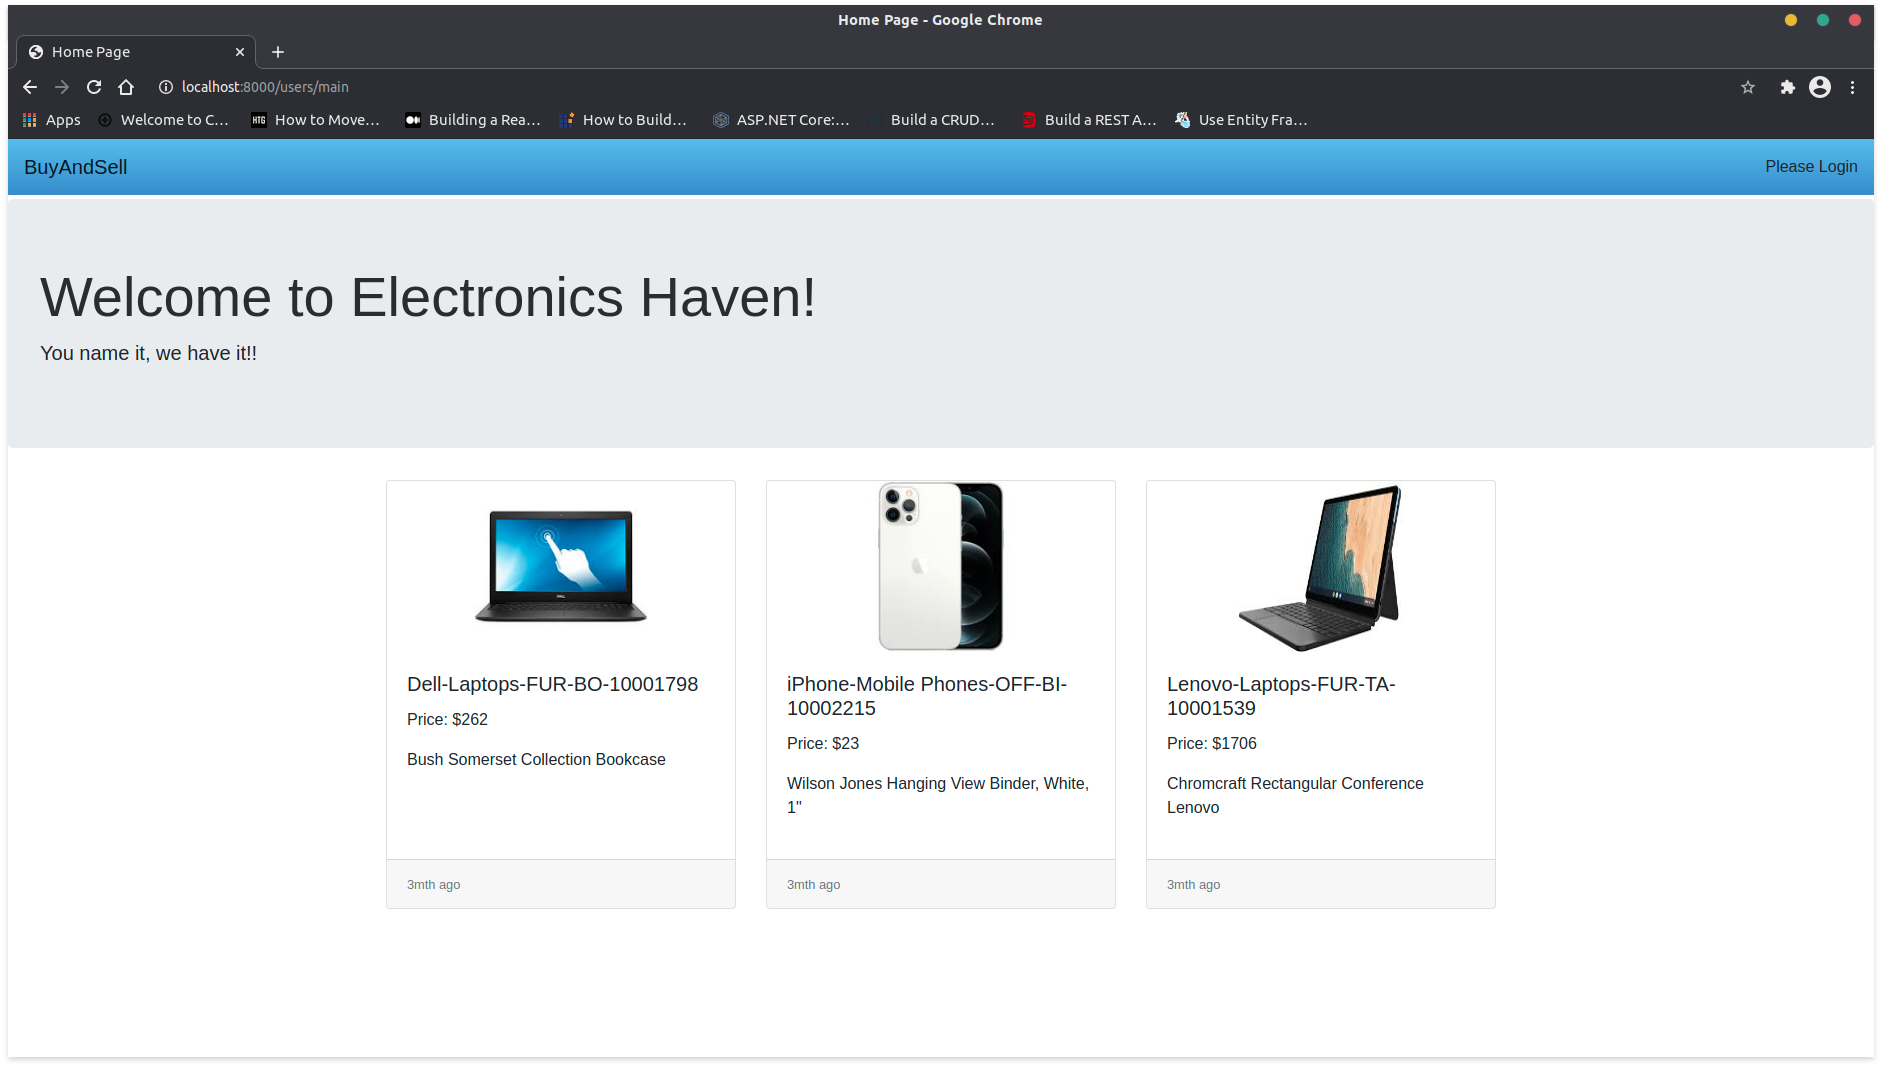 Home Page - Google Chrome
Home Page
localhost:8000/users/main
Apps Welcome to C... HTG How to Move... Building a Rea... How to Build... ASP.NET Core:... Build a CRUD... Build a REST A... Use Entity Fra...
BuyAndSell Please Login
Welcome to Electronics Haven!
You name it, we have it!!
Dell-Laptops-FUR-BO-10001798
Price: $262
Bush Somerset Collection Bookcase
3mth ago
iPhone-Mobile Phones-OFF-BI-
10002215
Price: $23
Wilson Jones Hanging View Binder, White,
1"
3mth ago
Lenovo-Laptops-FUR-TA-
10001539
Price: $1706
Chromcraft Rectangular Conference
Lenovo
3mth ago